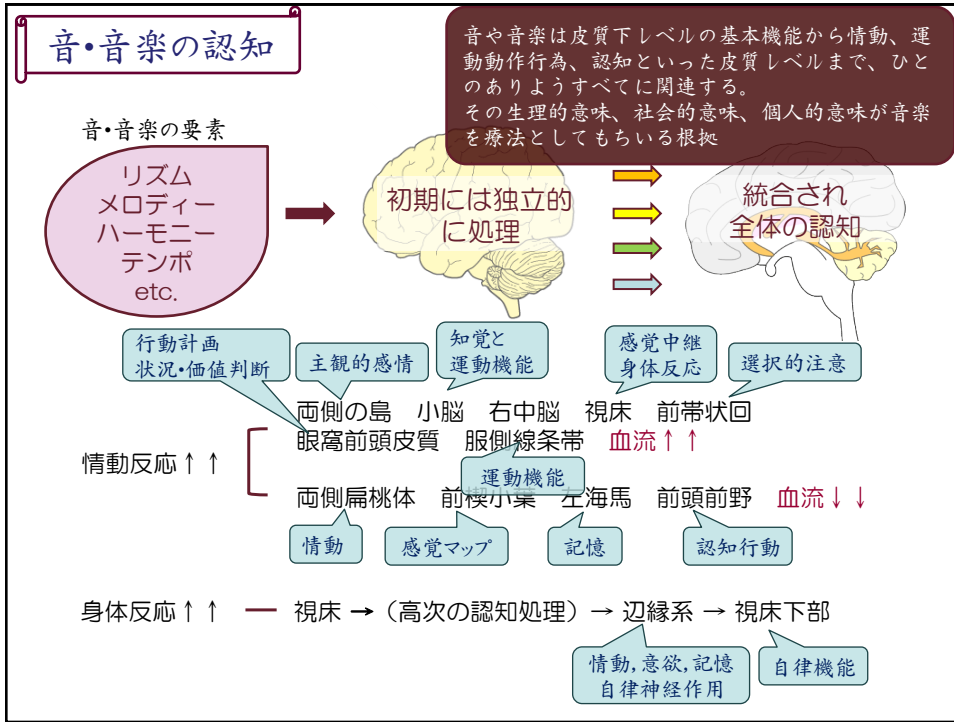 音・音楽の認知
音や音楽は皮質下レベルの基本機能から情動、運
動動作行為、認知といった皮質レベルまで、ひと
のありようすべてに関連する。
その生理的意味、社会的意味、個人的意味が音楽
を療法としてもちいる根拠
音・音楽の要素
リズム
メロディー
ハーモニー
テンポ
etc.
初期には独立的
に処理
統合され
全体の認知
行動計画
状況・価値判断
主観的感情
知覚と
運動機能
感覚中継
身体反応
選択的注意
両側の島 小脳 右中脳 視床 前帯状回
眼窩前頭皮質 服側線条帯 血流↑↑
運動機能
情動反応↑↑
両側扁桃体 前楔小葉 左海馬 前頭前野 血流↓↓
情動
感覚マップ
記憶
認知行動
身体反応↑↑ 視床 → (高次の認知処理) → 辺縁系 → 視床下部
情動,意欲,記憶
自律神経作用
自律機能